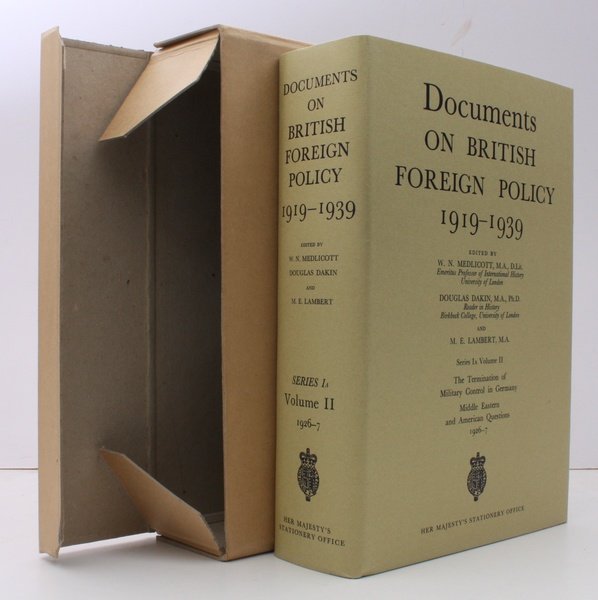 DOCUMENTS
ON
BRITISH
FOREIGN
POLICY
1919–1939
EDITED BY
W. N. MEDLICOTT
DOUGLAS DAKIN
AND
M. E. LAMBERT
SERIES IA
Volume II
1926–7
HER MAJESTY'S
STATIONERY OFFICE
Documents
ON BRITISH
FOREIGN POLICY
1919–1939
EDITED BY
W. N. MEDLICOTT, M.A., D.Lit.
Emeritus Professor of International History
University of London
DOUGLAS DAKIN, M.A., Ph.D.
Reader in History
Birkbeck College, University of London
AND
M. E. LAMBERT, M.A.
Series IA Volume II
The Termination of
Military Control in Germany
Middle Eastern
and American Questions
1926–7
HER MAJESTY'S STATIONERY OFFICE